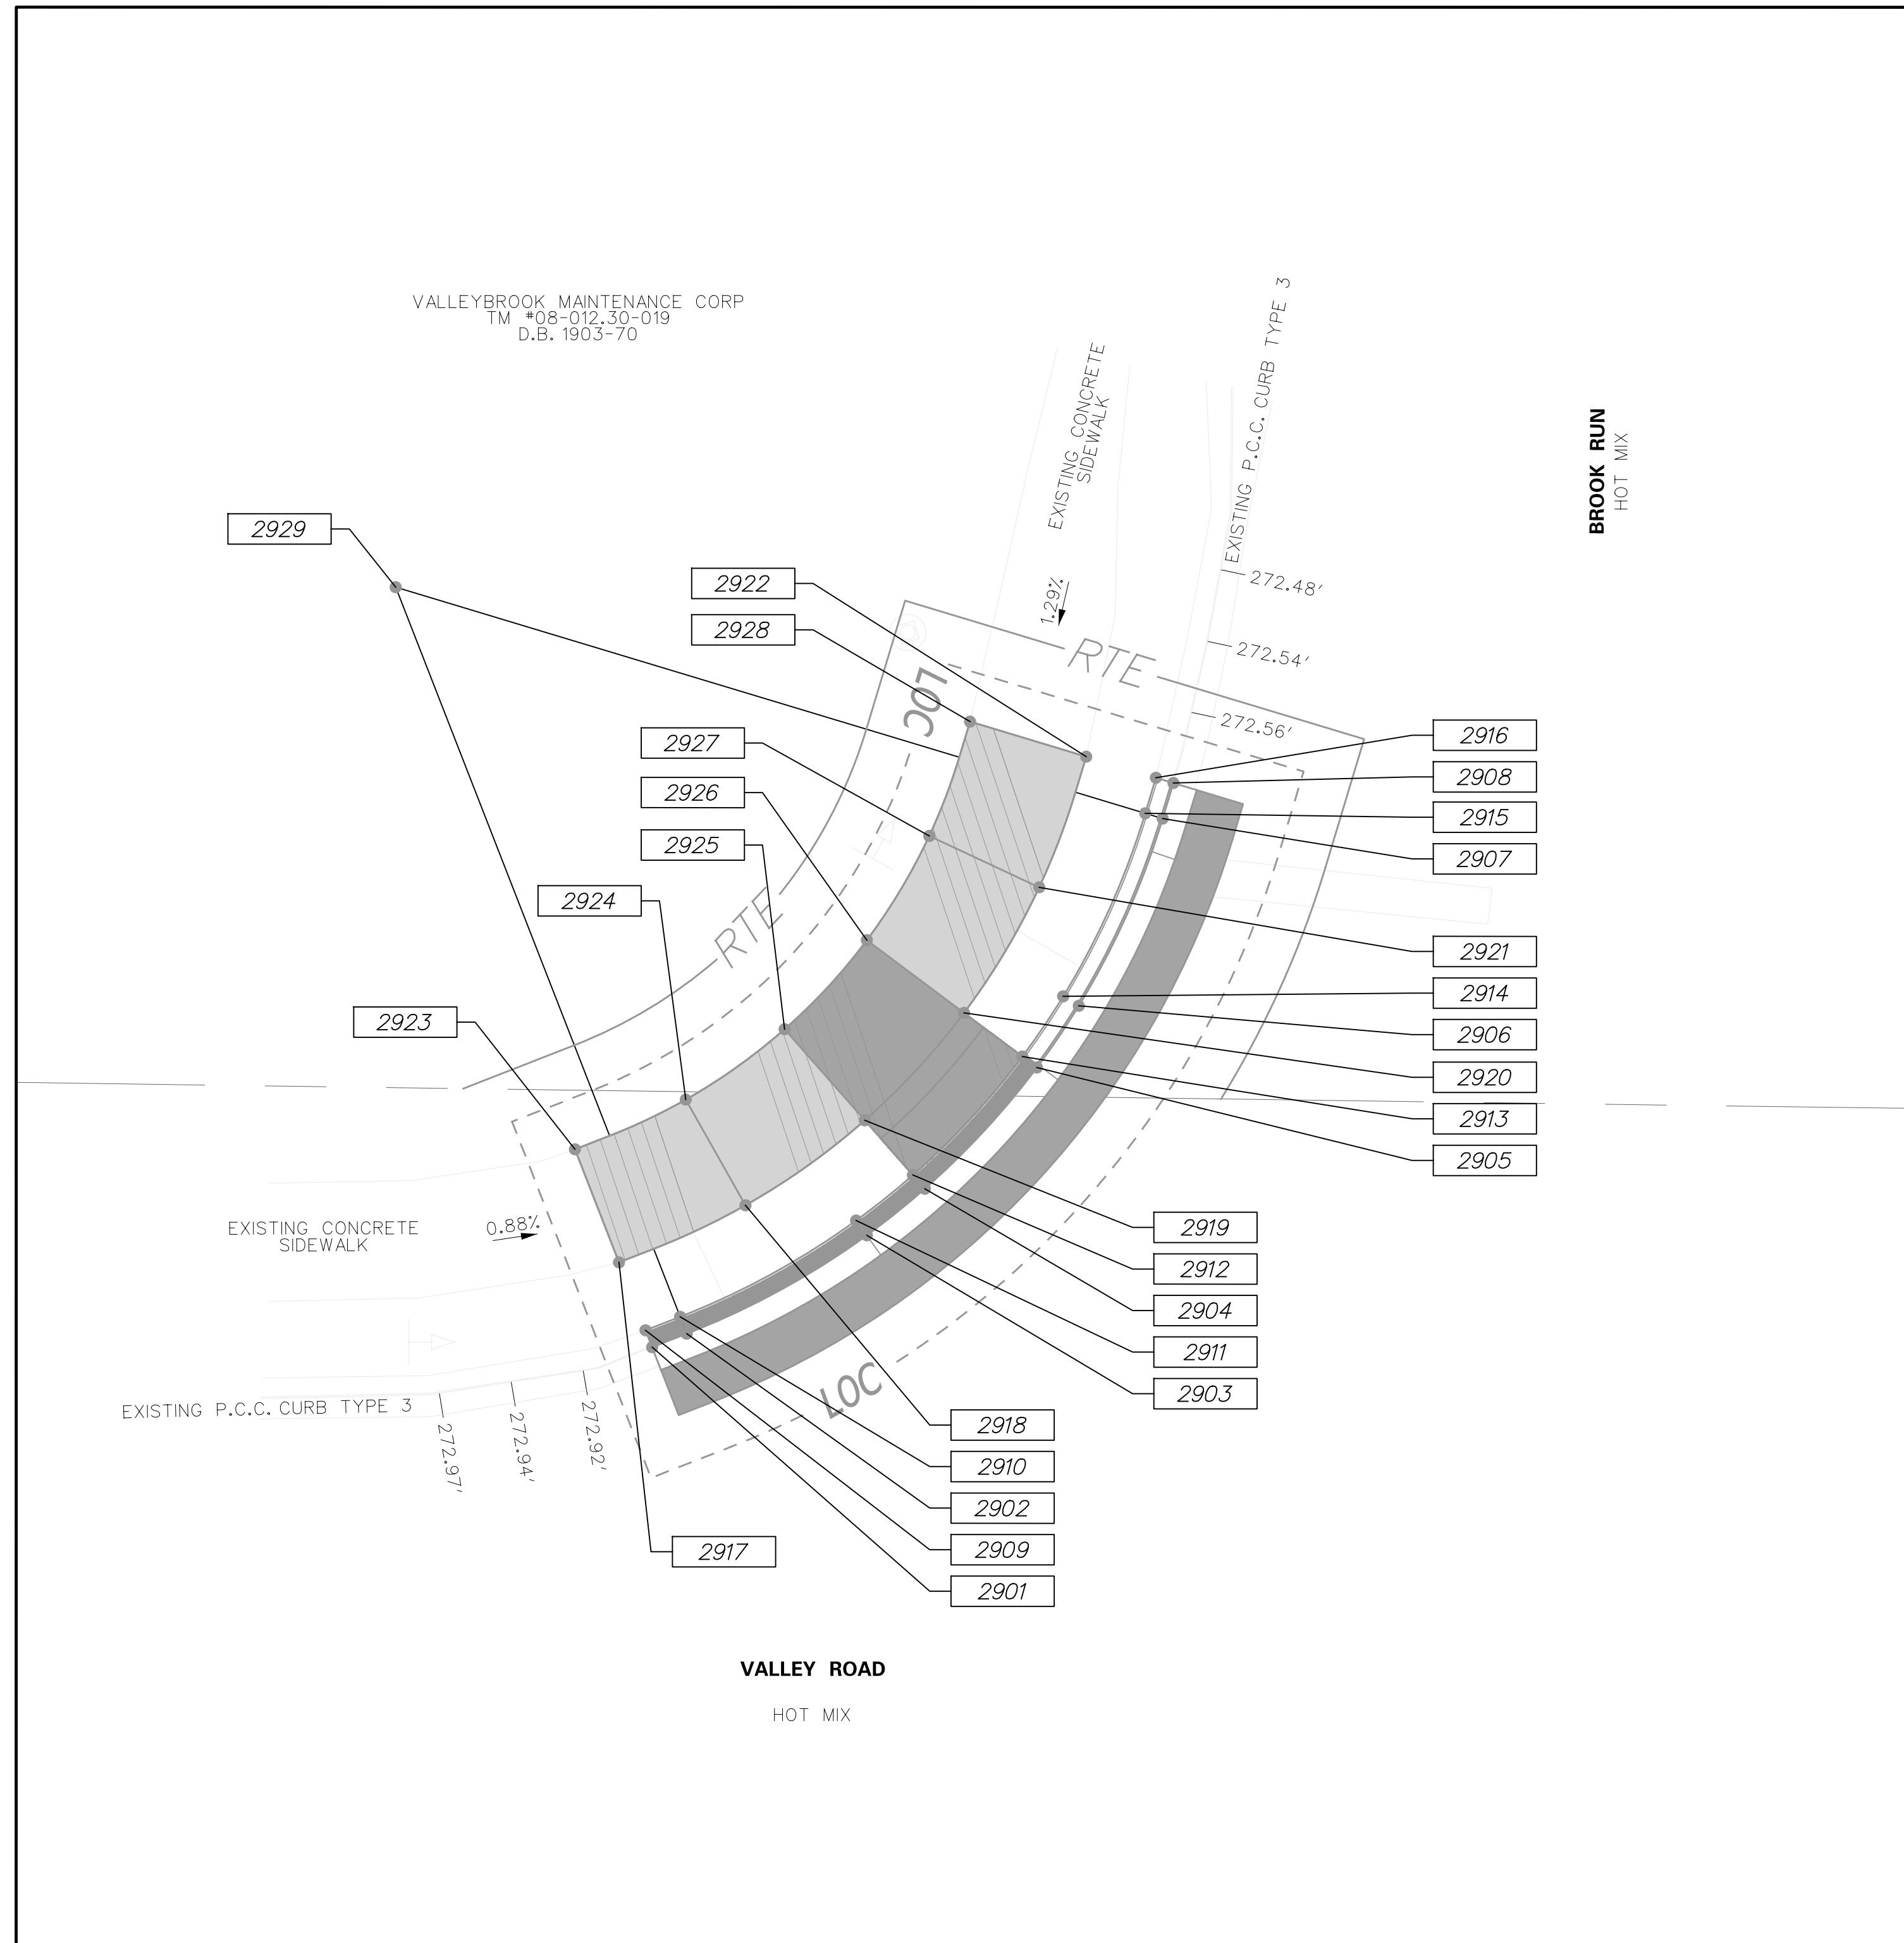 VALLEYBROOK MAINTENANCE CORP
TM #08-012.30-019
D.B. 1903-70
EXISTING CONCRETE
SIDEWALK
EXISTING P.C.C. CURB TYPE 3
BROOK RUN
HOT MIX
2929
2922
2928
1.29%
272.48'
272.54'
272.56'
RTE
LOC
2927
2926
2925
2924
2923
RTE
2916
2908
2915
2907
2921
2914
2906
2920
2913
2905
2919
2912
2904
2911
2903
EXISTING CONCRETE
SIDEWALK
0.88%
EXISTING P.C.C. CURB TYPE 3
272.97'
272.94'
272.92'
LOC
2918
2910
2902
2909
2901
2917
VALLEY ROAD
HOT MIX